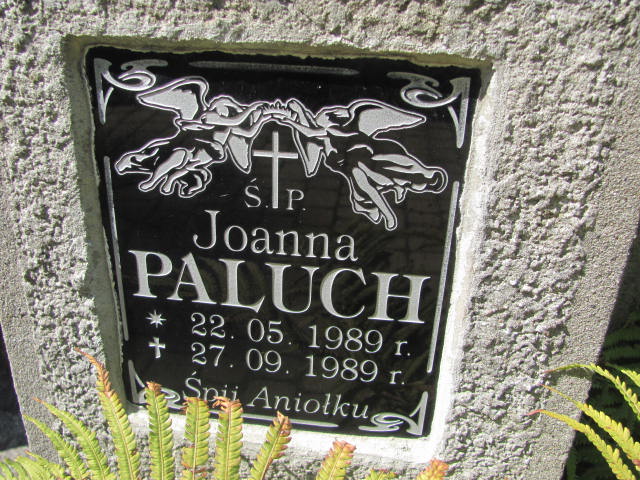 Ś. P.
Joanna
PALUCH
* 22. 05. 1989 r.
✝ 27. 09. 1989 r.
Śpij Aniołku